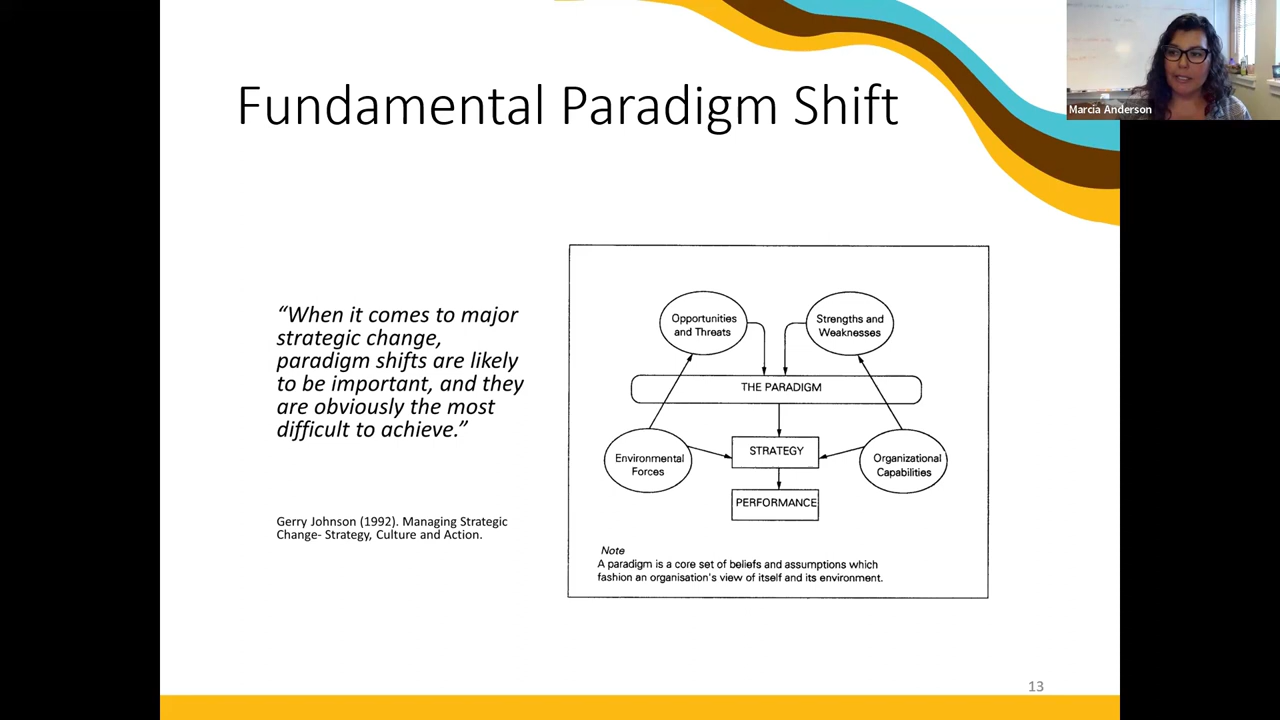 Fundamental Paradigm Shift
Marcia Anderson
“When it comes to major
strategic change,
paradigm shifts are likely
to be important, and they
are obviously the most
difficult to achieve.”
Gerry Johnson (1992). Managing Strategic
Change- Strategy, Culture and Action.
Opportunities
and Threats
Strengths and
Weaknesses
THE PARADIGM
Environmental
Forces
STRATEGY
Organizational
Capabilities
PERFORMANCE
Note
A paradigm is a core set of beliefs and assumptions which
fashion an organisation's view of itself and its environment.
13